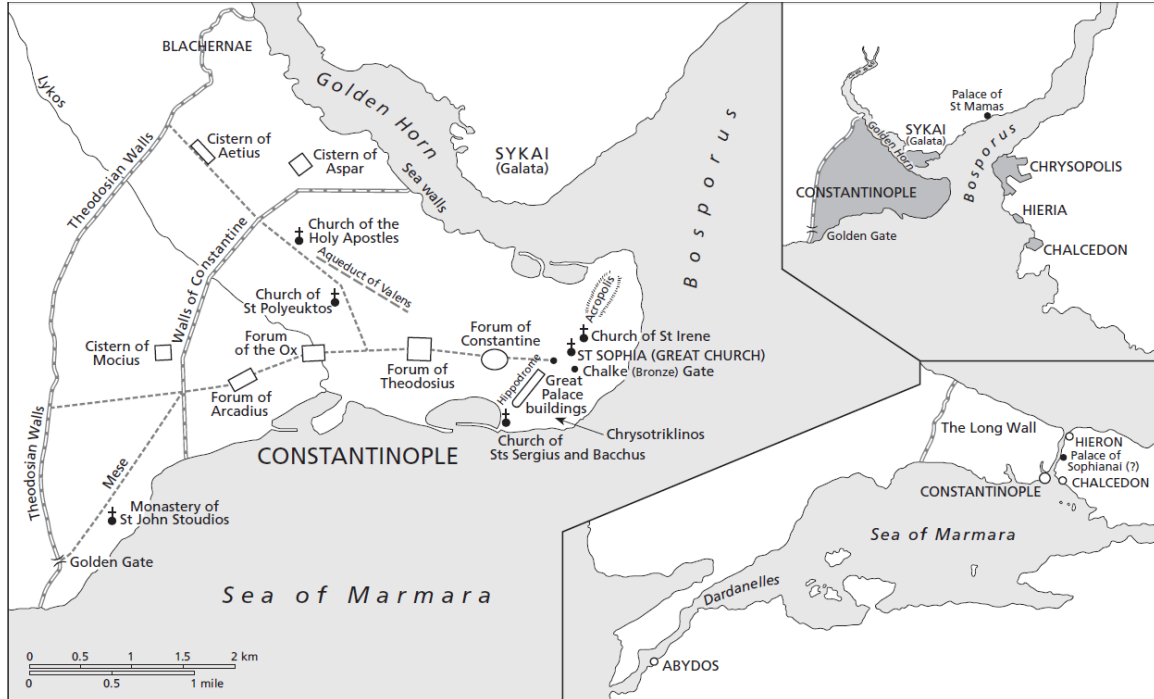 BLACHERNAE
Lykos
Golden Horn
Theodosian Walls
Cistern of
Aetius
Cistern of
Aspar
SYKAI
(Galata)
Sea walls
Bosporus
Walls of Constantine
Church of the
Holy Apostles
Aqueduct of Valens
Acropolis
Church of
St Polyeuktos
Cistern of
Mocius
Forum
of the Ox
Forum of
Arcadius
Forum of
Theodosius
Forum of
Constantine
Church of St Irene
ST SOPHIA (GREAT CHURCH)
Chalke (Bronze) Gate
Hippodrome
Great
Palace
buildings
Chrysotriklinos
Church of
Sts Sergius and Bacchus
CONSTANTINOPLE
Theodosian Walls
Mese
Monastery of
St John Stoudios
Golden Gate
Sea of Marmara
0 0.5 1 1.5 2 km
0 0.5 1 mile
Palace of
St Mamas
Golden Horn
SYKAI
(Galata)
Bosporus
CHRYSOPOLIS
CONSTANTINOPLE
HIERIA
Golden Gate
CHALCEDON
The Long Wall
HIERON
Palace of
Sophianai (?)
CONSTANTINOPLE
CHALCEDON
Sea of Marmara
Dardanelles
ABYDOS